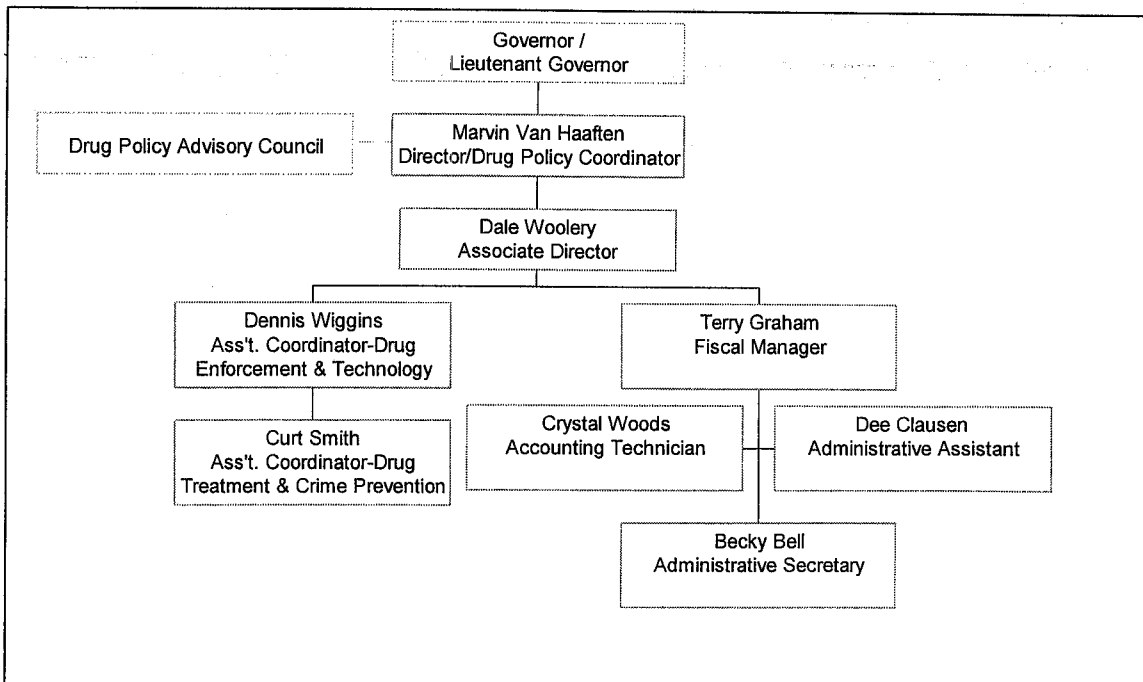 Governor /
Lieutenant Governor
Drug Policy Advisory Council
Marvin Van Haaften
Director/Drug Policy Coordinator
Dale Woolery
Associate Director
Dennis Wiggins
Ass't. Coordinator-Drug
Enforcement & Technology
Terry Graham
Fiscal Manager
Curt Smith
Ass't. Coordinator-Drug
Treatment & Crime Prevention
Crystal Woods
Accounting Technician
Dee Clausen
Administrative Assistant
Becky Bell
Administrative Secretary